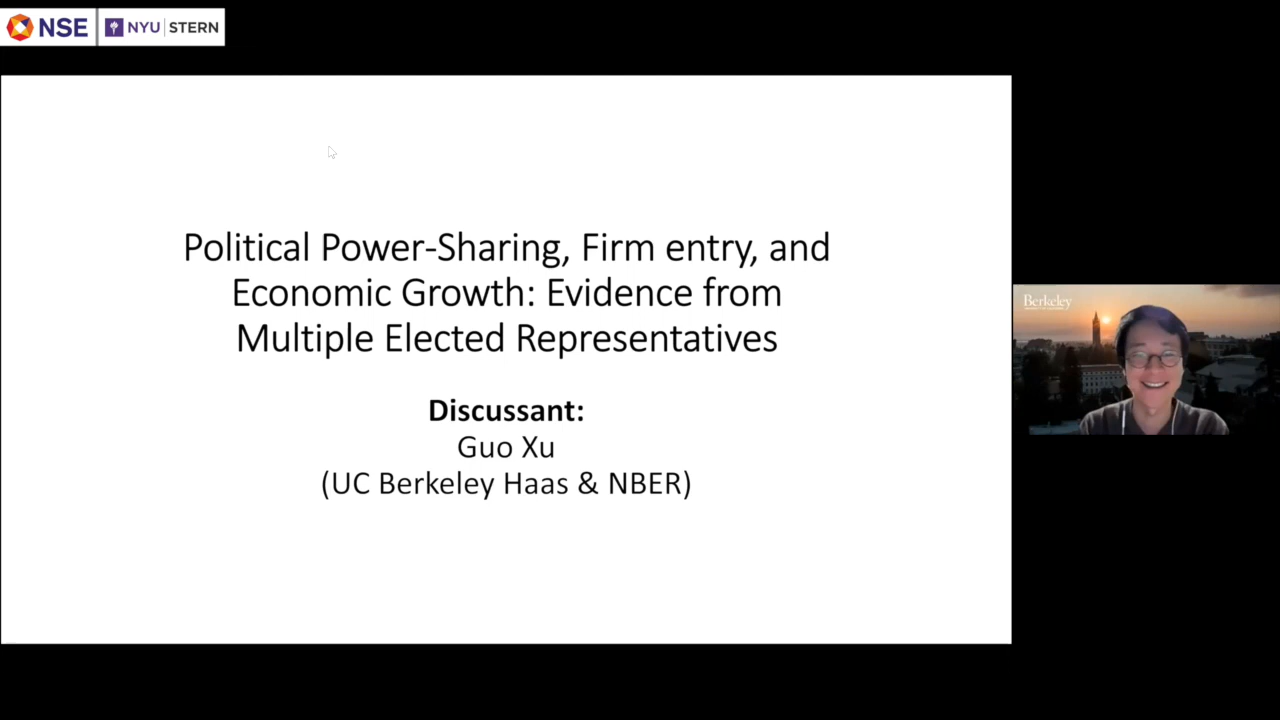 NSE NYU STERN
Political Power-Sharing, Firm entry, and
Economic Growth: Evidence from
Multiple Elected Representatives
Discussant:
Guo Xu
(UC Berkeley Haas & NBER)
Berkeley